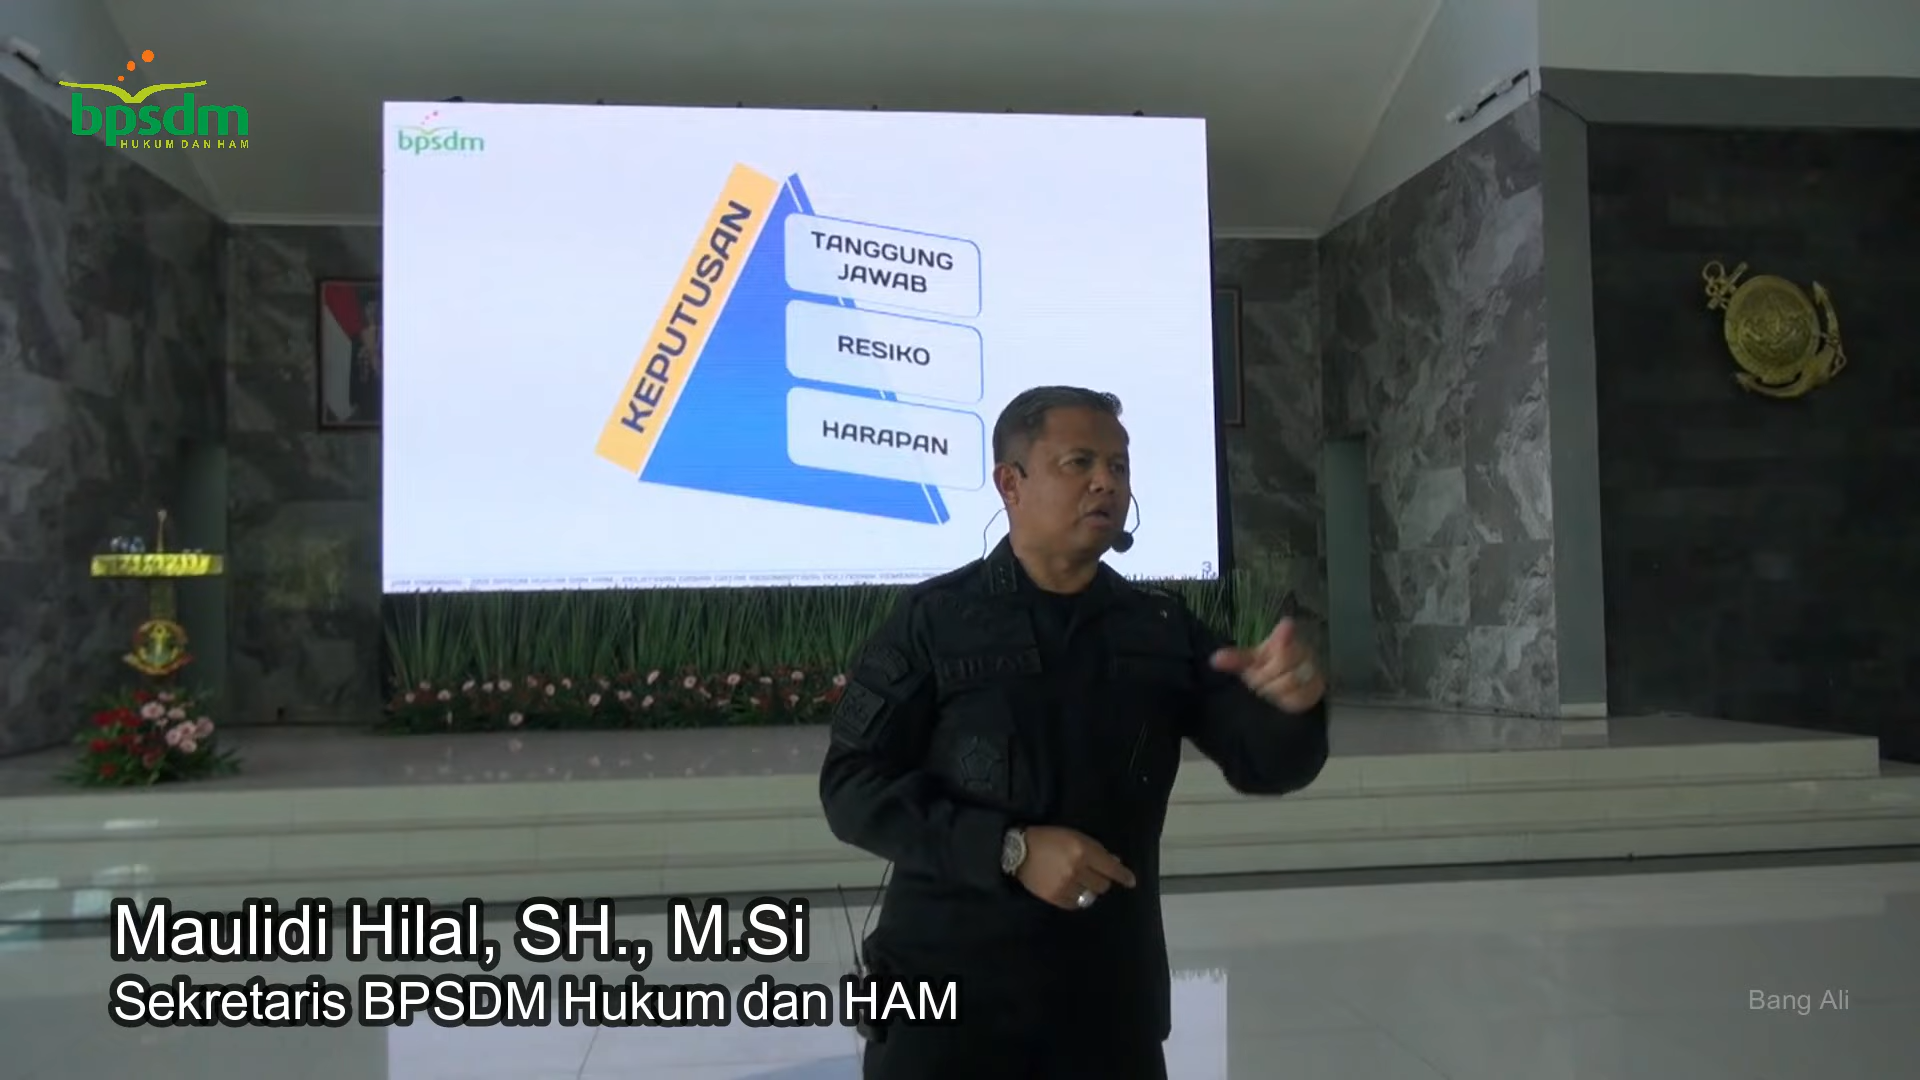 bpsdm
HUKUM DAN HAM
bpsdm
KEPUTUSAN
TANGGUNG
JAWAB
RESIKO
HARAPAN
3
HILAL
Maulidi Hilal, SH., M.Si
Sekretaris BPSDM Hukum dan HAM
Bang Ali